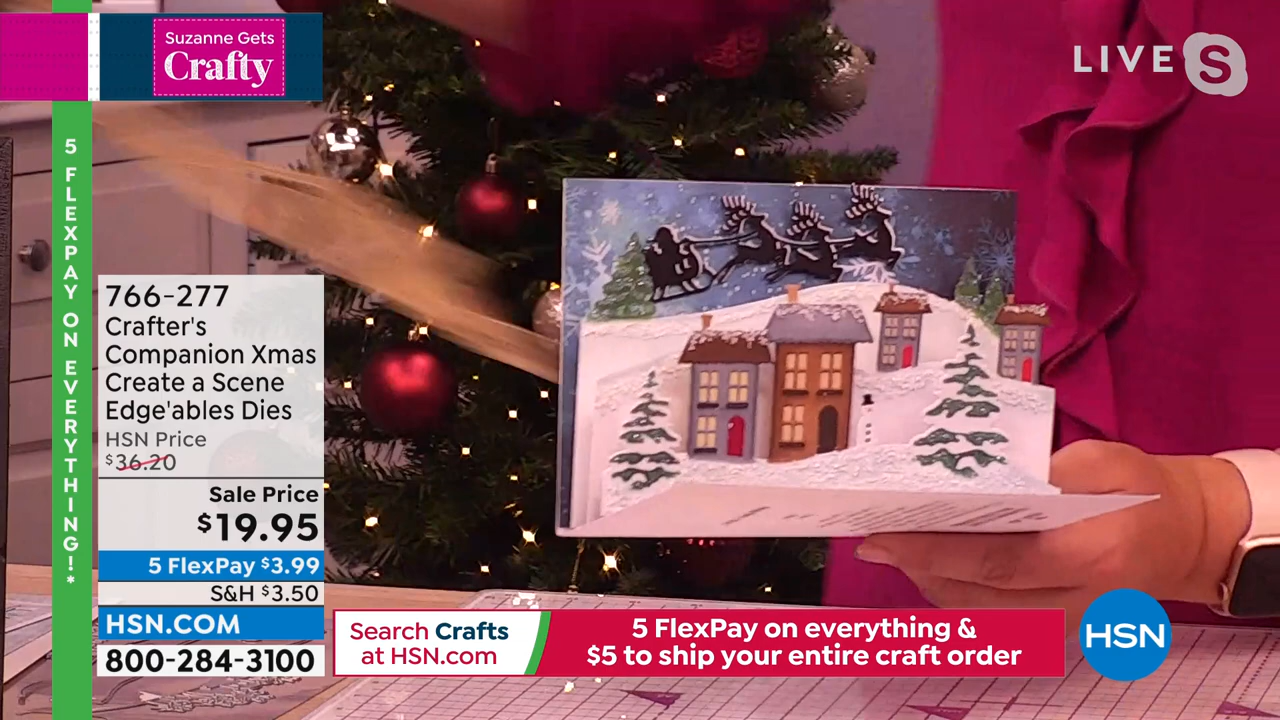 Suzanne Gets
Crafty
LIVE S
5 FLEXPAY ON EVERYTHING!*
766-277
Crafter's
Companion Xmas
Create a Scene
Edge'ables Dies
HSN Price
$36.20
Sale Price
$19.95
5 FlexPay $3.99
S&H $3.50
HSN.COM
800-284-3100
Search Crafts
at HSN.com
5 FlexPay on everything &
$5 to ship your entire craft order
HSN